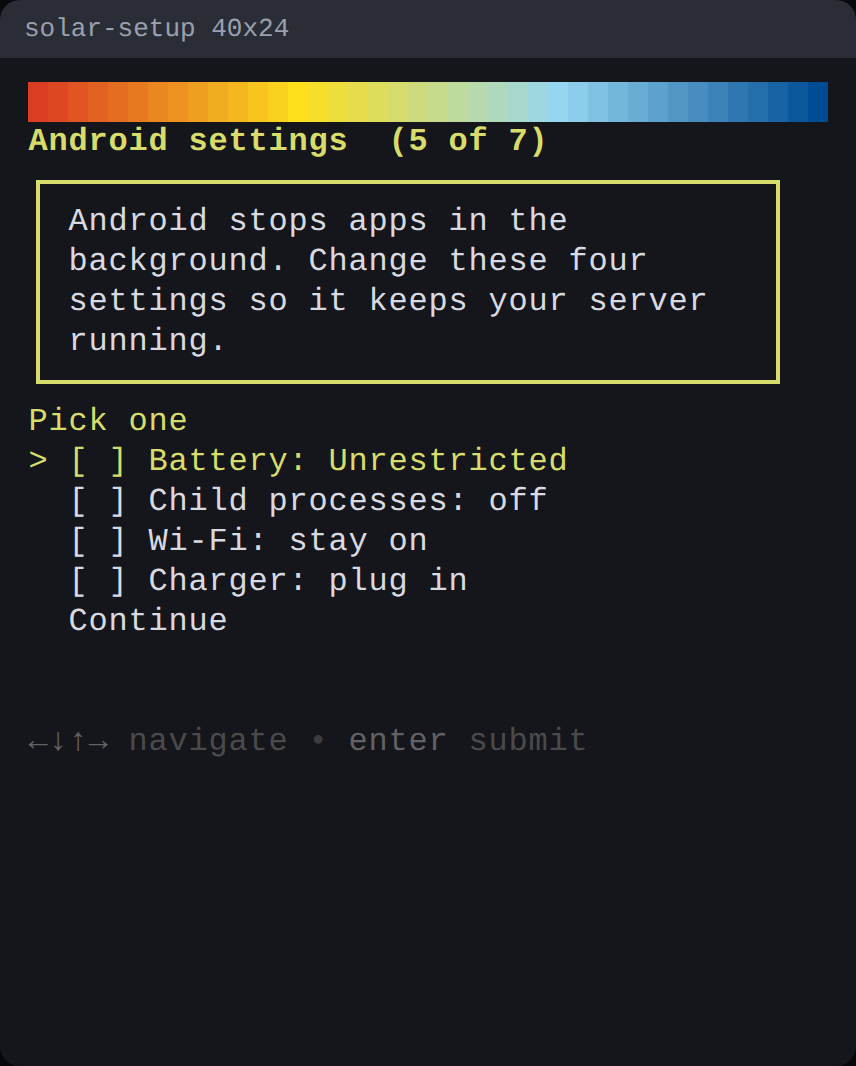 solar-setup 40x24
Android settings  (5 of 7)
Android stops apps in the
background. Change these four
settings so it keeps your server
running.
Pick one
> [ ] Battery: Unrestricted
[ ] Child processes: off
[ ] Wi-Fi: stay on
[ ] Charger: plug in
Continue
←↓↑→ navigate • enter submit